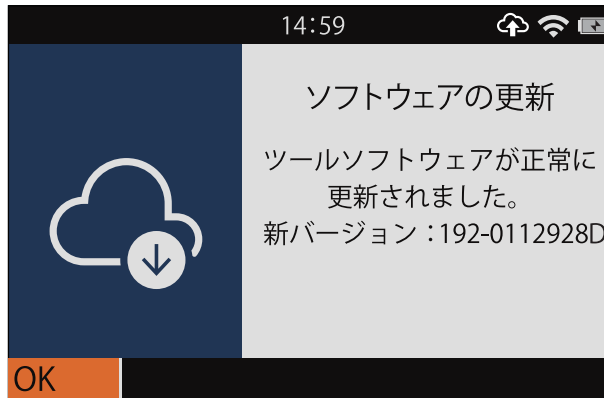 14:59
ソフトウェアの更新
ツールソフトウェアが正常に
更新されました。
新バージョン：192-0112928D
OK